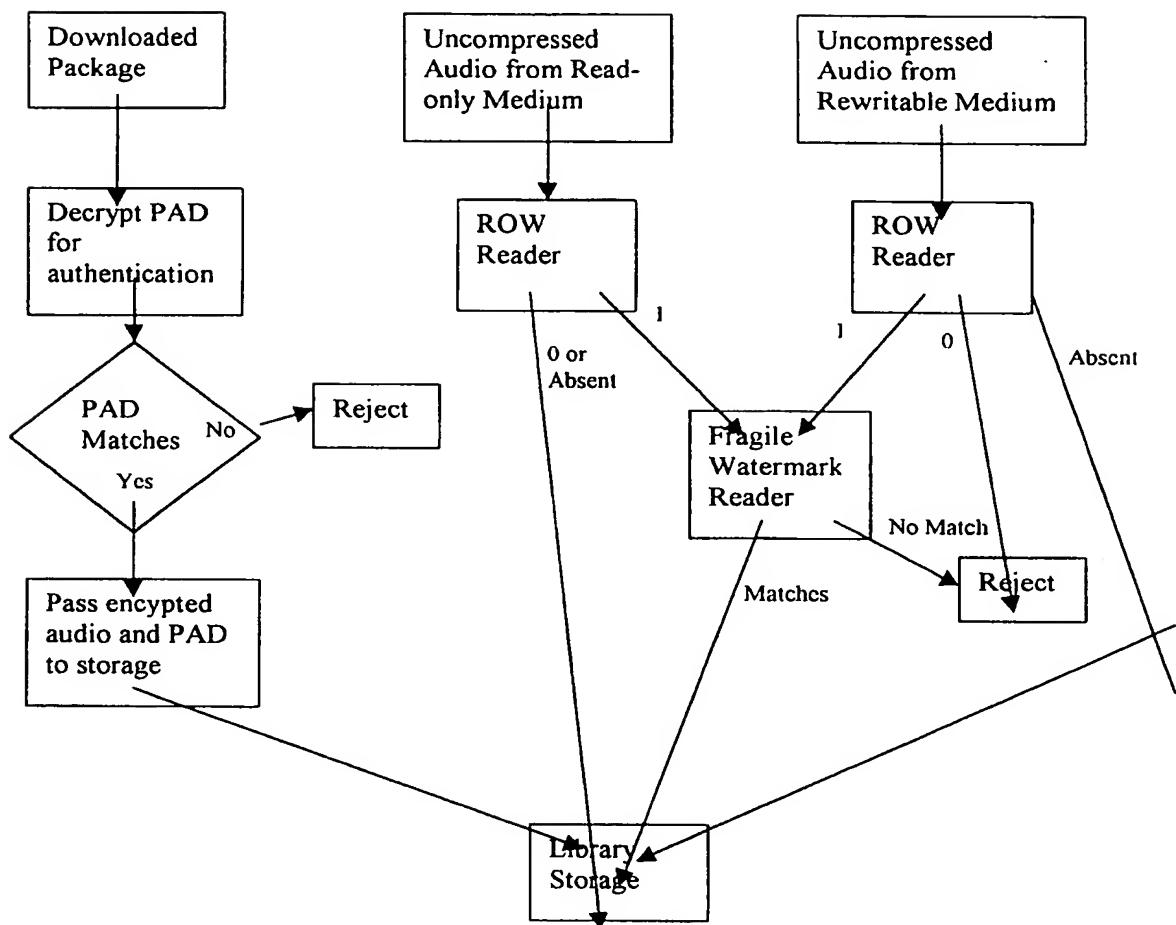 Downloaded
Package
Uncompressed
Audio from Read-
only Medium
Uncompressed
Audio from
Rewritable Medium
Decrypt PAD
for
authentication
ROW
Reader
ROW
Reader
1
0 or
Absent
1
0
Absent
PAD
Matches
No
Yes
Reject
Fragile
Watermark
Reader
No Match
Matches
Reject
Pass encypted
audio and PAD
to storage
Library
Storage